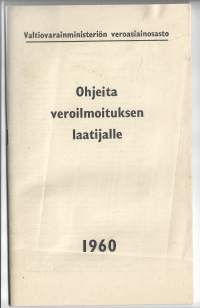 Valtiovarainministeriön veroasiainosasto
Ohjeita
veroilmoituksen
laatijalle
1960